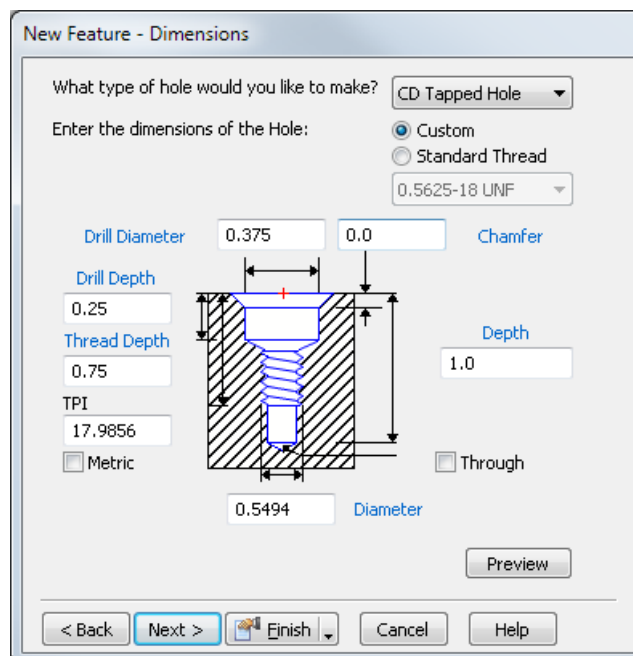 New Feature - Dimensions
What type of hole would you like to make? CD Tapped Hole
Enter the dimensions of the Hole: Custom
Standard Thread
0.5625-18 UNF
Drill Diameter 0.375 0.0 Chamfer
Drill Depth
0.25
Thread Depth
0.75
Depth
1.0
TPI
17.9856
Metric
Through
0.5494 Diameter
Preview
< Back Next > Finish Cancel Help